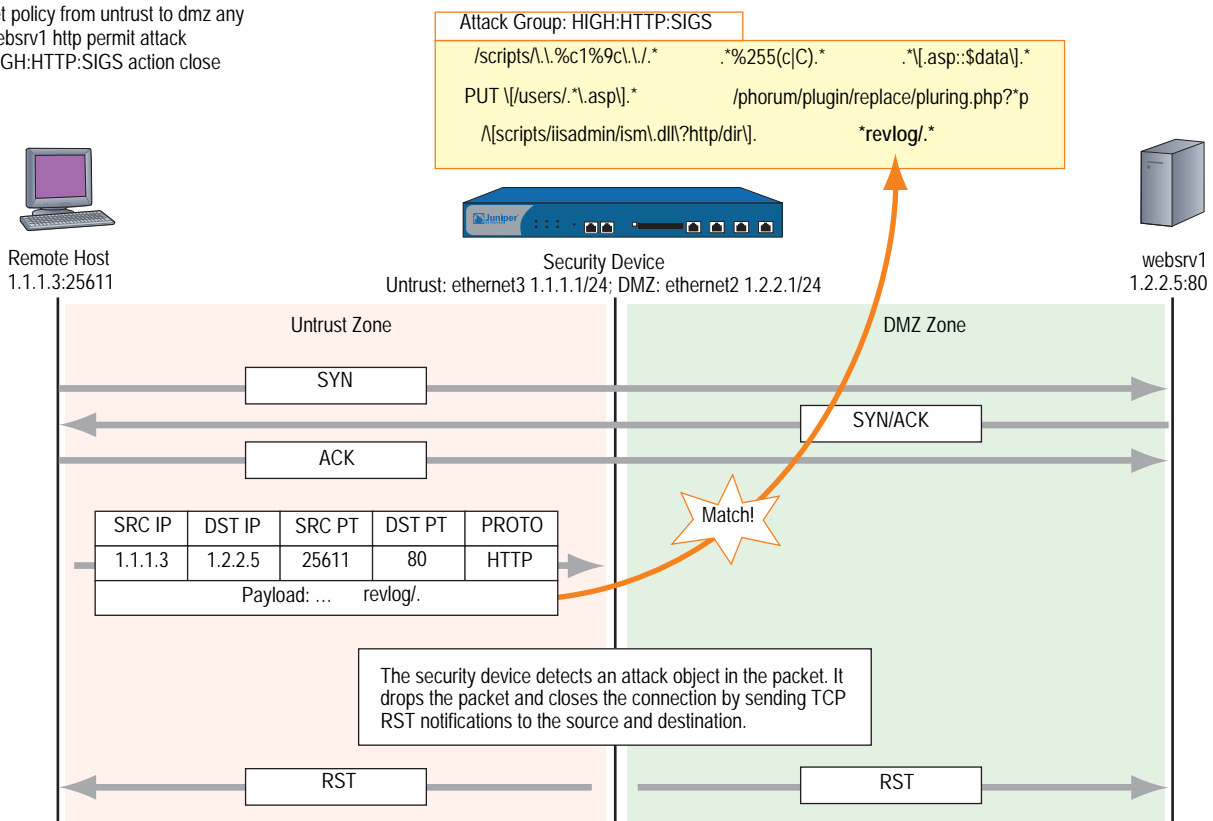 et policy from untrust to dmz any
ebsrv1 http permit attack
GH:HTTP:SIGS action close
Attack Group: HIGH:HTTP:SIGS
/scripts/\.\.%c1%9c\.\./.* .*%255(c|C).* .*\[.asp::$data\].*
PUT \[/users/.*\.asp\].* /phorum/plugin/replace/pluring.php?*p
/\[scripts/iisadmin/ism\.dll\?http/dir\]. *revlog/.*
Juniper
Remote Host
1.1.1.3:25611
Security Device
Untrust: ethernet3 1.1.1.1/24; DMZ: ethernet2 1.2.2.1/24
websrv1
1.2.2.5:80
Untrust Zone
DMZ Zone
SYN
SYN/ACK
ACK
Match!
SRC IP DST IP SRC PT DST PT PROTO
1.1.1.3 1.2.2.5 25611 80 HTTP
Payload: … revlog/.
The security device detects an attack object in the packet. It
drops the packet and closes the connection by sending TCP
RST notifications to the source and destination.
RST
RST